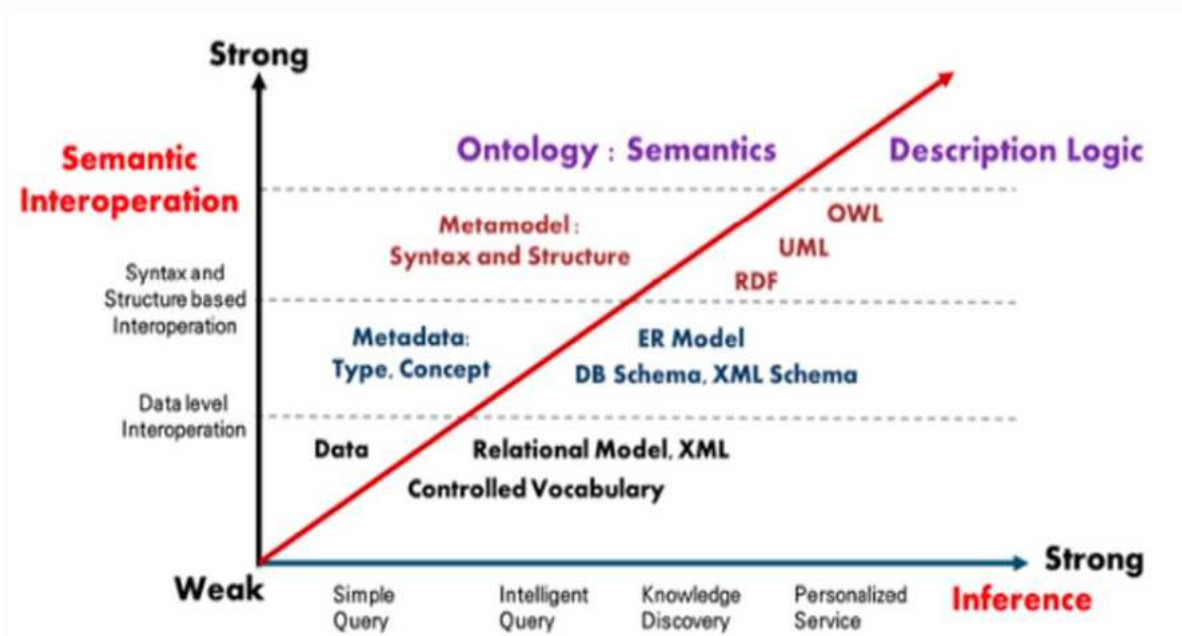 Strong
Semantic
Interoperation
Ontology : Semantics
Description Logic
Metamodel :
Syntax and Structure
OWL
UML
RDF
Syntax and
Structure based
Interoperation
Metadata:
Type, Concept
ER Model
DB Schema, XML Schema
Data level
Interoperation
Data
Relational Model, XML
Controlled Vocabulary
Weak
Strong
Inference
Simple
Query
Intelligent
Query
Knowledge
Discovery
Personalized
Service